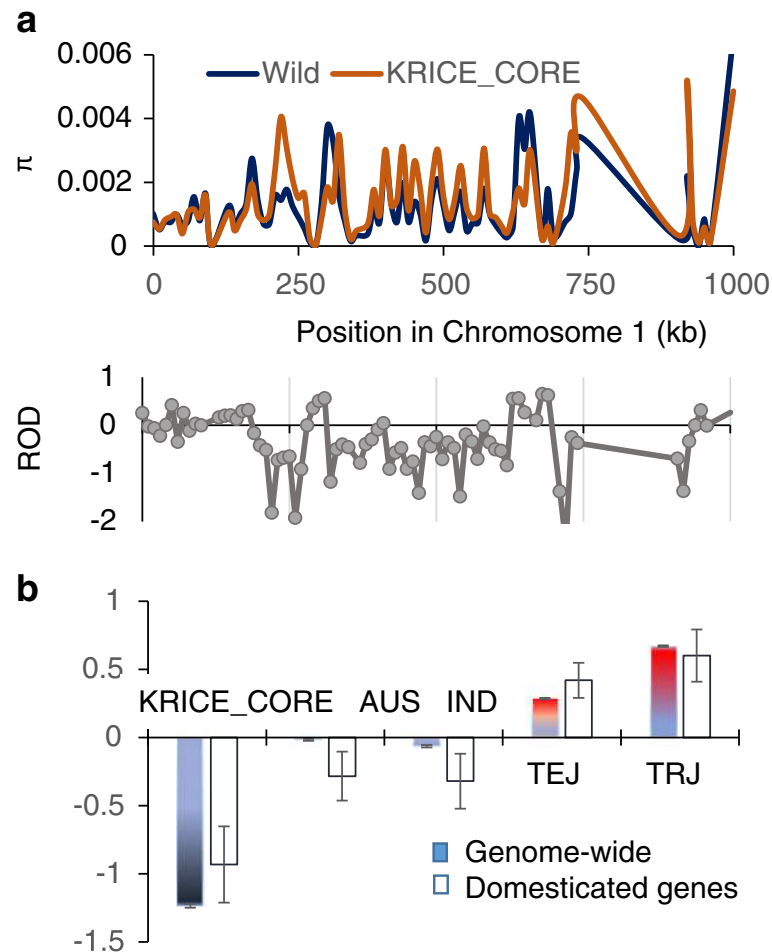 a
0.006
Wild KRICE_CORE
0.004
π
0.002
0
0 250 500 750 1000
Position in Chromosome 1 (kb)
1
0
ROD
-1
-2
b
1
0.5
KRICE_CORE AUS IND
0
TEJ TRJ
-0.5
Genome-wide
-1
Domesticated genes
-1.5